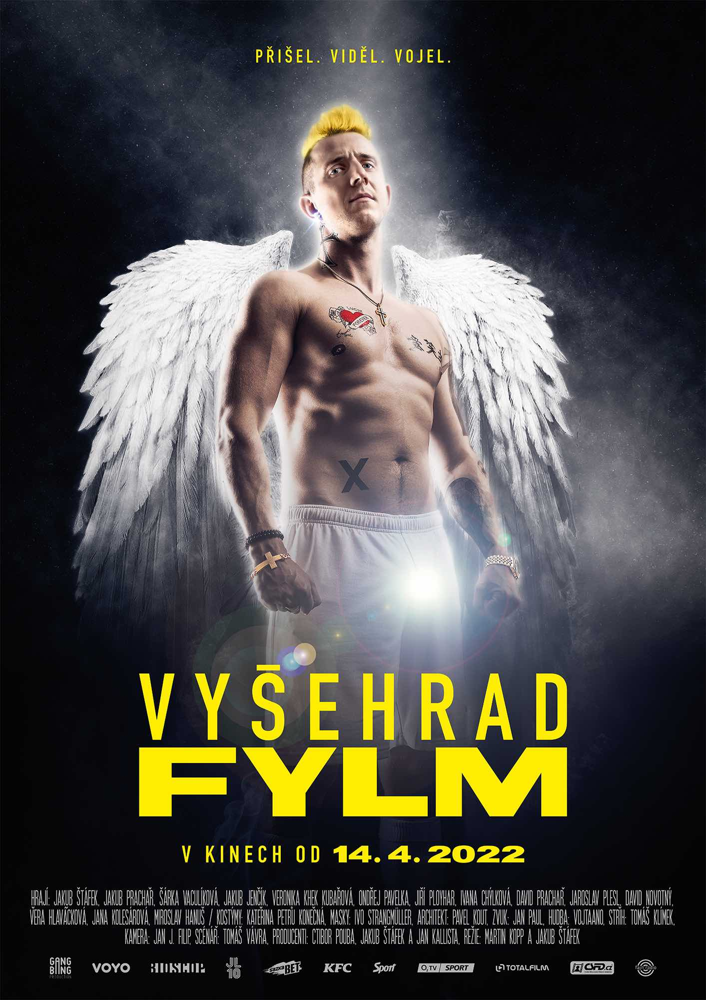 PŘIŠEL. VIDĚL. VOJEL.
LUCIE
FOREVER
X
VYŠEHRAD
FYLM
V KINECH OD 14. 4. 2022
HRAJÍ: JAKUB ŠTÁFEK, JAKUB PRACHAŘ, ŠÁRKA VACULÍKOVÁ, JAKUB JENČÍK, VERONIKA KHEK KUBAŘOVÁ, ONDŘEJ PAVELKA, JIŘÍ PLOYHAR, IVANA CHÝLKOVÁ, DAVID PRACHAŘ, JAROSLAV PLESL, DAVID NOVOTNÝ,
VĚRA HLAVÁČKOVÁ, JANA KOLESÁROVÁ, MIROSLAV HANUŠ / KOSTÝMY: KATEŘINA PETRŮ KONEČNÁ, MASKY: IVO STRANGMÜLLER, ARCHITEKT: PAVEL KOUT, ZVUK: JAN PAUL, HUDBA: VOJTAANO, STŘIH: TOMÁŠ KLÍMEK,
KAMERA: JAN J. FILIP, SCÉNÁŘ: TOMÁŠ VÁVRA, PRODUCENTI: CTIBOR POUBA, JAKUB ŠTÁFEK A JAN KALLISTA, REŽIE: MARTIN KOPP A JAKUB ŠTÁFEK
GANG BANG PRODUCTION VOYO BIOSCOP JL10 sazka BET KFC Sport O2 TV SPORT TOTALFILM ČSFD.cz fajn radio